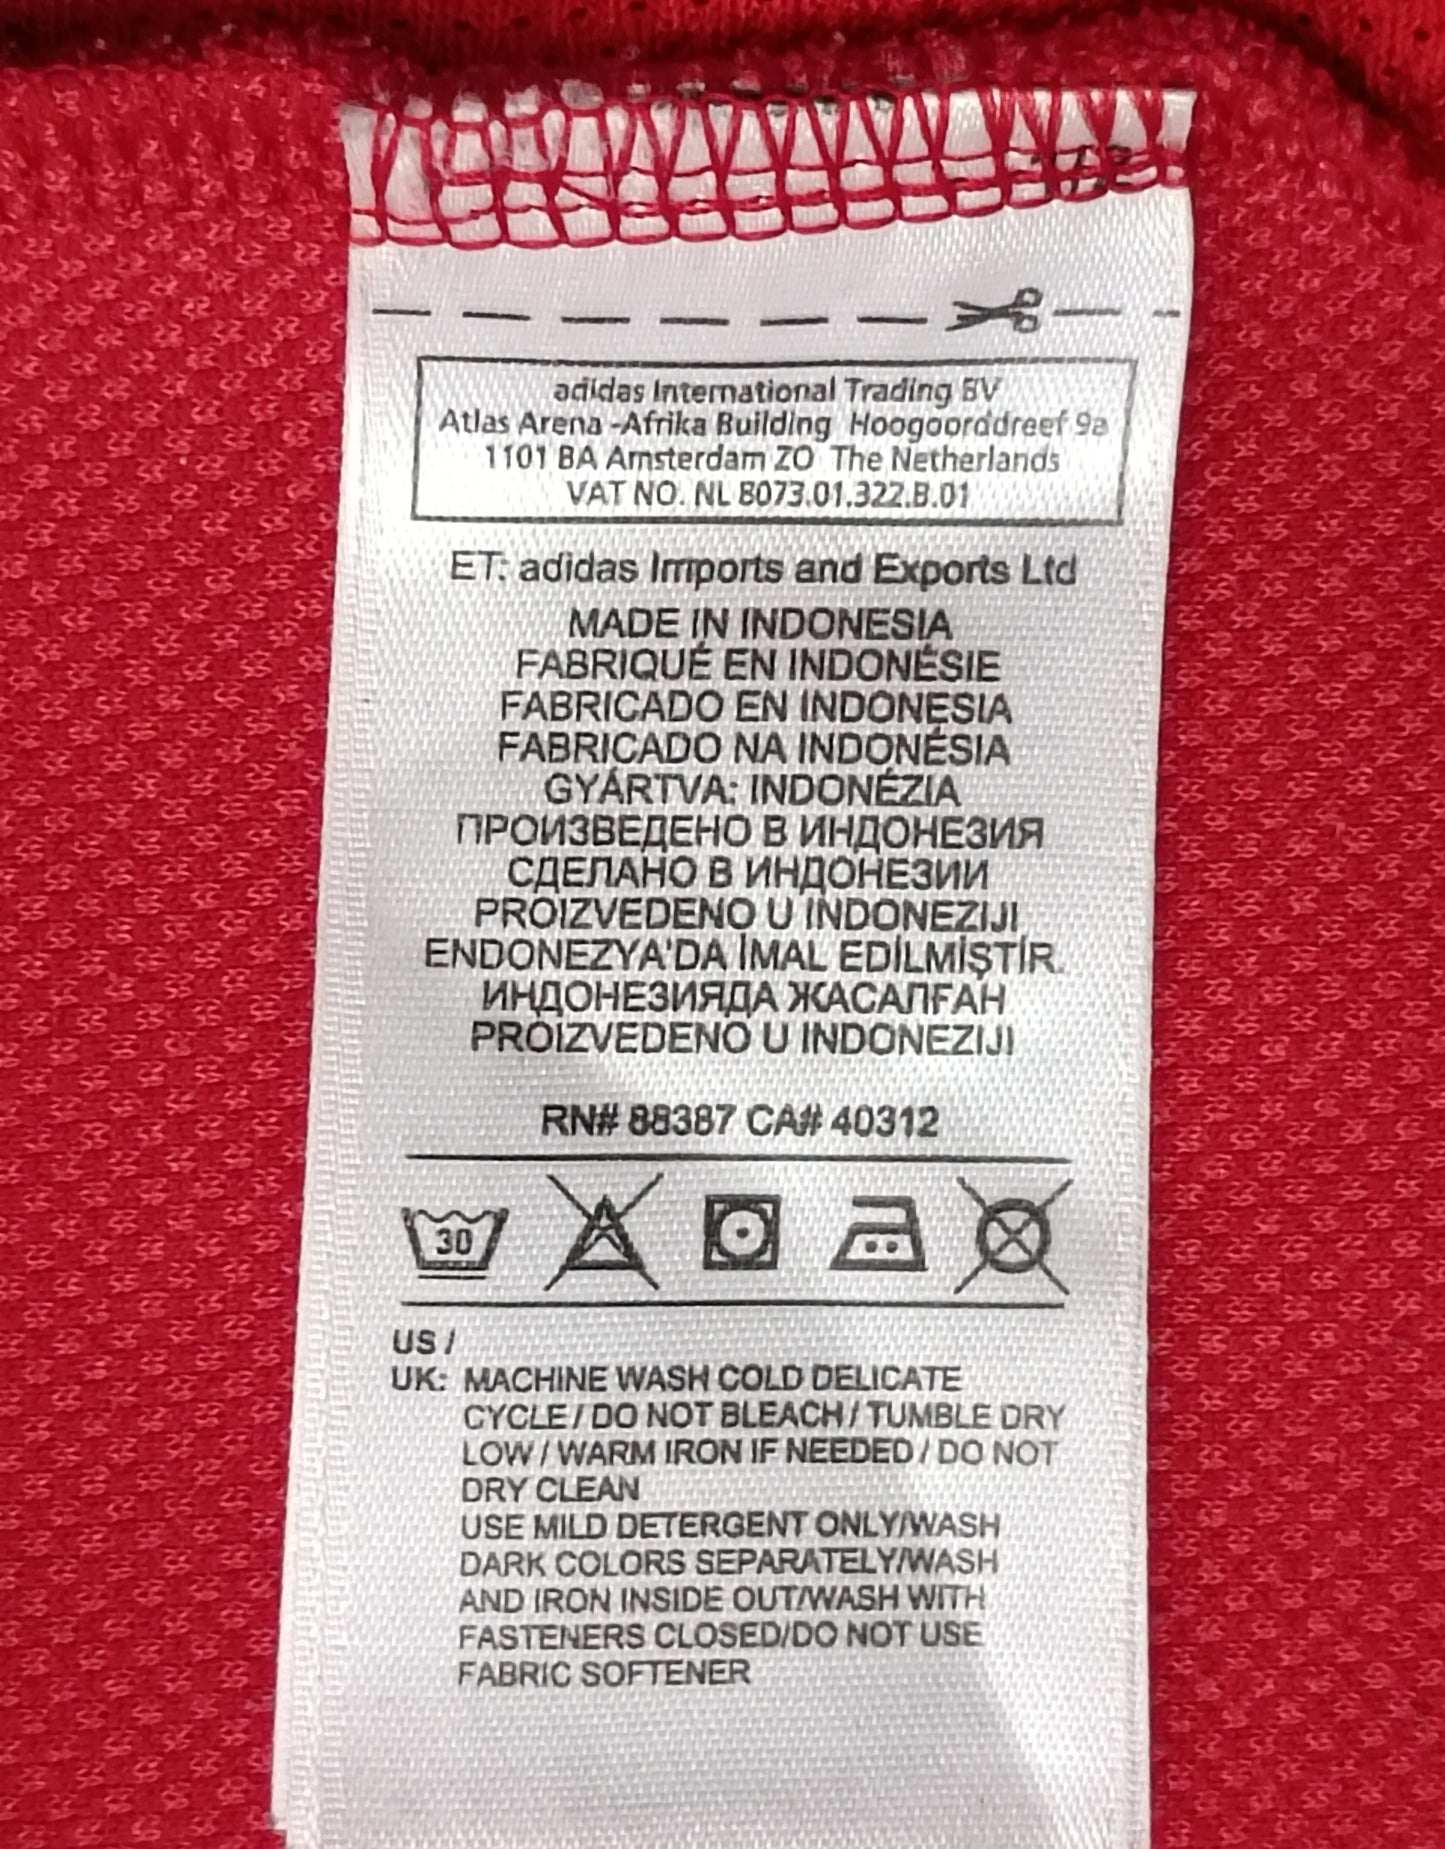 adidas International Trading BV
Atlas Arena -Afrika Building Hoogoorddreef 9a
1101 BA Amsterdam ZO The Netherlands
VAT NO. NL 8073.01.322.B.01
ET: adidas Imports and Exports Ltd
MADE IN INDONESIA
FABRIQUÉ EN INDONÉSIE
FABRICADO EN INDONESIA
FABRICADO NA INDONÉSIA
GYÁRTVA: INDONÉZIA
ПРОИЗВЕДЕНО В ИНДОНЕЗИЯ
СДЕЛАНО В ИНДОНЕЗИИ
PROIZVEDENO U INDONEZIJI
ENDONEZYA'DA İMAL EDİLMİŞTİR.
ИНДОНЕЗИЯДА ЖАСАЛҒАН
PROIZVEDENO U INDONEZIJI
RN# 88387 CA# 40312
30
US /
UK: MACHINE WASH COLD DELICATE
CYCLE / DO NOT BLEACH / TUMBLE DRY
LOW / WARM IRON IF NEEDED / DO NOT
DRY CLEAN
USE MILD DETERGENT ONLY/WASH
DARK COLORS SEPARATELY/WASH
AND IRON INSIDE OUT/WASH WITH
FASTENERS CLOSED/DO NOT USE
FABRIC SOFTENER